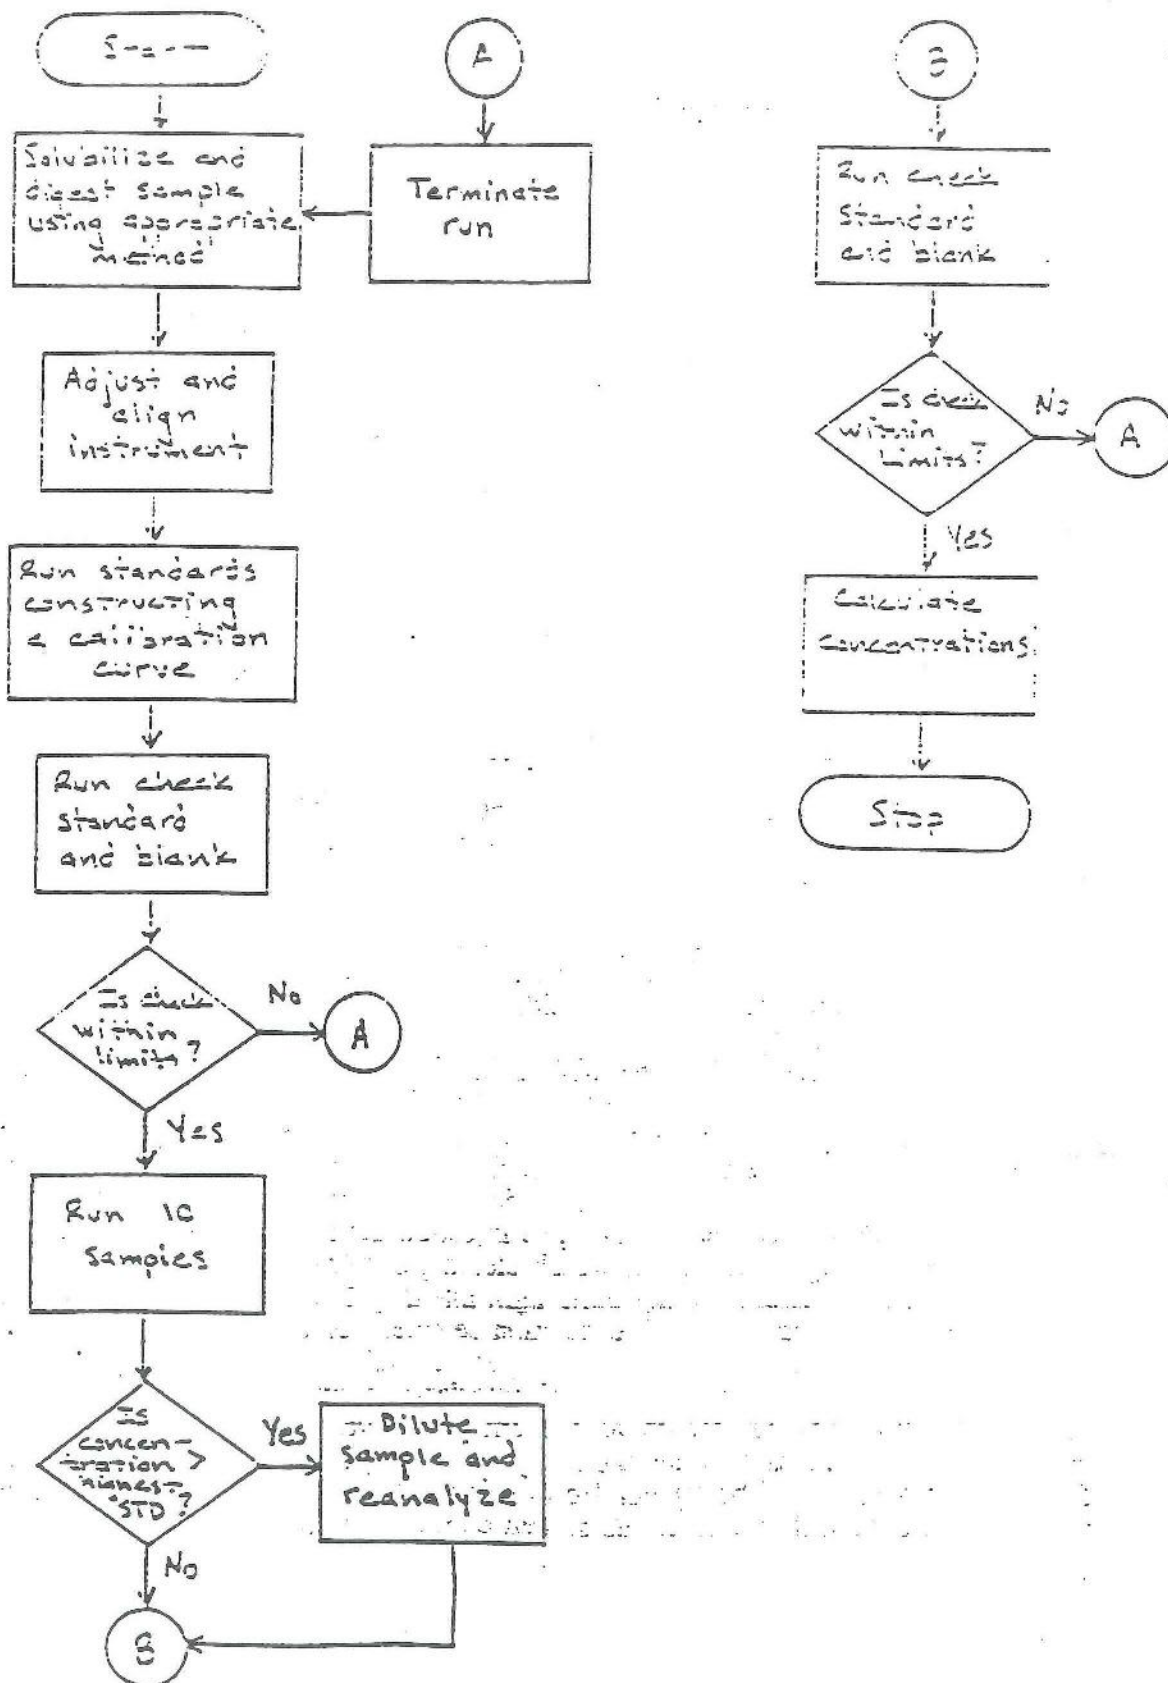 Start
Solubilize and
digest sample
using appropriate
method
A
Terminate
run
Adjust and
align
instrument
Run standards
constructing
a calibration
curve
Run check
standard
and blank
Is check
within
limits?
No
A
Yes
Run 10
samples
Is
concen-
tration >
highest
STD?
Yes
Dilute
sample and
reanalyze
No
B
B
Run check
Standard
and blank
Is check
within
Limits?
No
A
Yes
Calculate
concentrations
Stop